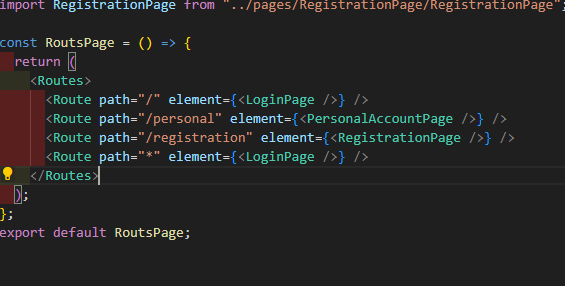 import RegistrationPage from "../pages/RegistrationPage/RegistrationPage";
const RoutsPage = () => {
return (
<Routes>
<Route path="/" element={<LoginPage />} />
<Route path="/personal" element={<PersonalAccountPage />} />
<Route path="/registration" element={<RegistrationPage />} />
<Route path="*" element={<LoginPage />} />
</Routes>
);
};
export default RoutsPage;